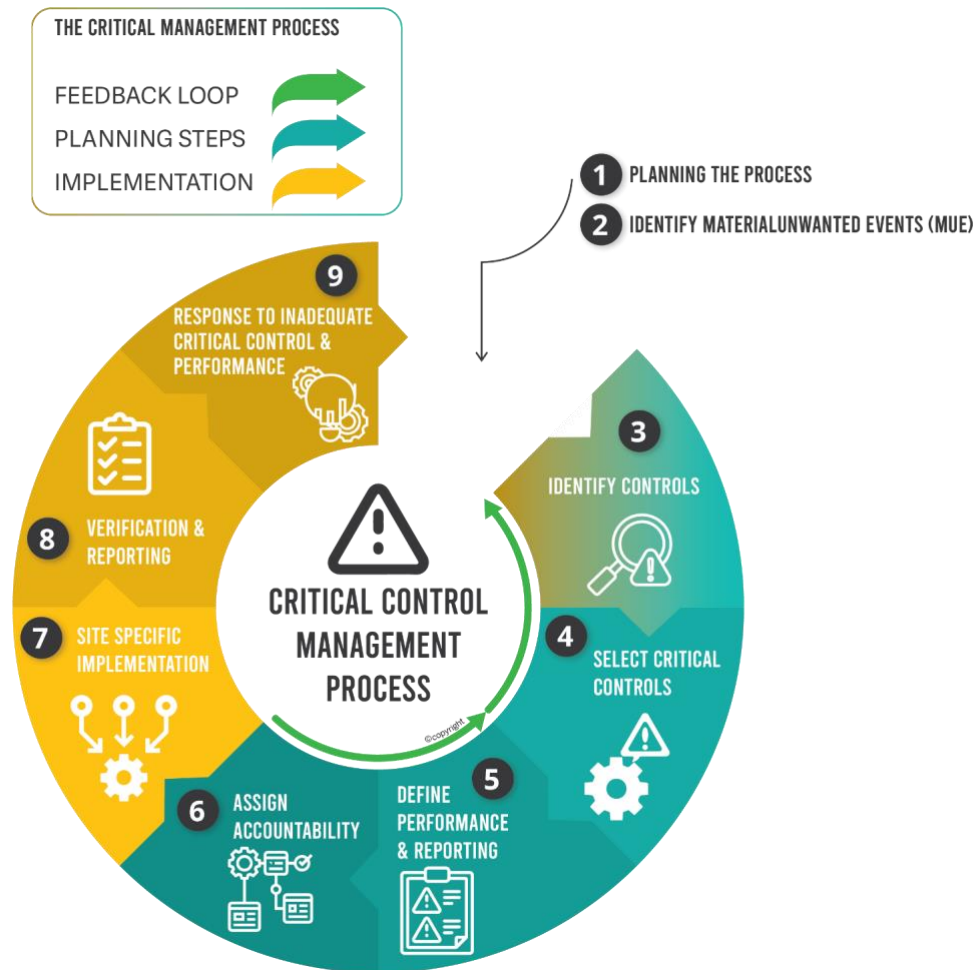 THE CRITICAL MANAGEMENT PROCESS
FEEDBACK LOOP
PLANNING STEPS
IMPLEMENTATION
1 PLANNING THE PROCESS
2 IDENTIFY MATERIALUNWANTED EVENTS (MUE)
3
IDENTIFY CONTROLS
4
SELECT CRITICAL
CONTROLS
5
DEFINE
PERFORMANCE
& REPORTING
6
ASSIGN
ACCOUNTABILITY
7
SITE SPECIFIC
IMPLEMENTATION
8
VERIFICATION &
REPORTING
9
RESPONSE TO INADEQUATE
CRITICAL CONTROL &
PERFORMANCE
CRITICAL CONTROL
MANAGEMENT
PROCESS
©copyright